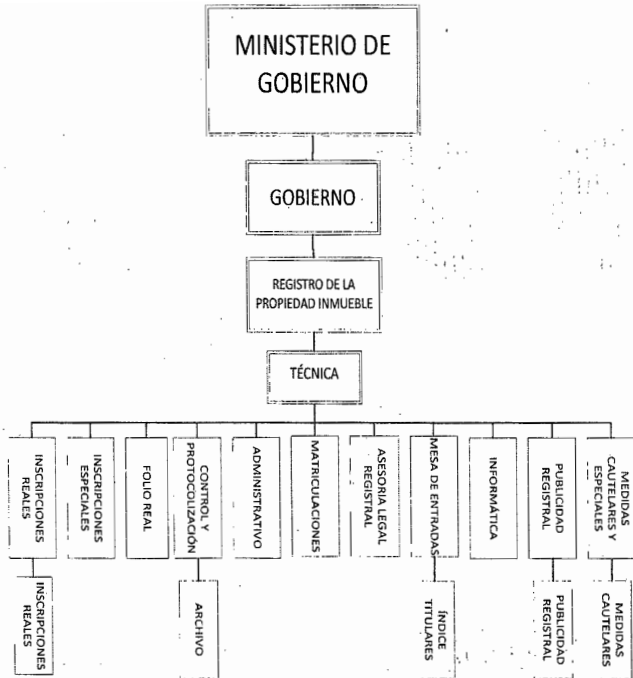 MINISTERIO DE
GOBIERNO
GOBIERNO
REGISTRO DE LA
PROPIEDAD INMUEBLE
TÉCNICA
INSCRIPCIONES
REALES
INSCRIPCIONES
ESPECIALES
FOLIO REAL
CONTROL Y
PROTOCOLIZACIÓN
ADMINISTRATIVO
MATRICULACIONES
ASESORIA LEGAL
REGISTRAL
MESA DE ENTRADAS
INFORMÁTICA
PUBLICIDAD
REGISTRAL
MEDIDAS
CAUTELARES Y
ESPECIALES
INSCRIPCIONES
REALES
ARCHIVO
ÍNDICE
TITULARES
PUBLICIDAD
REGISTRAL
MEDIDAS
CAUTELARES